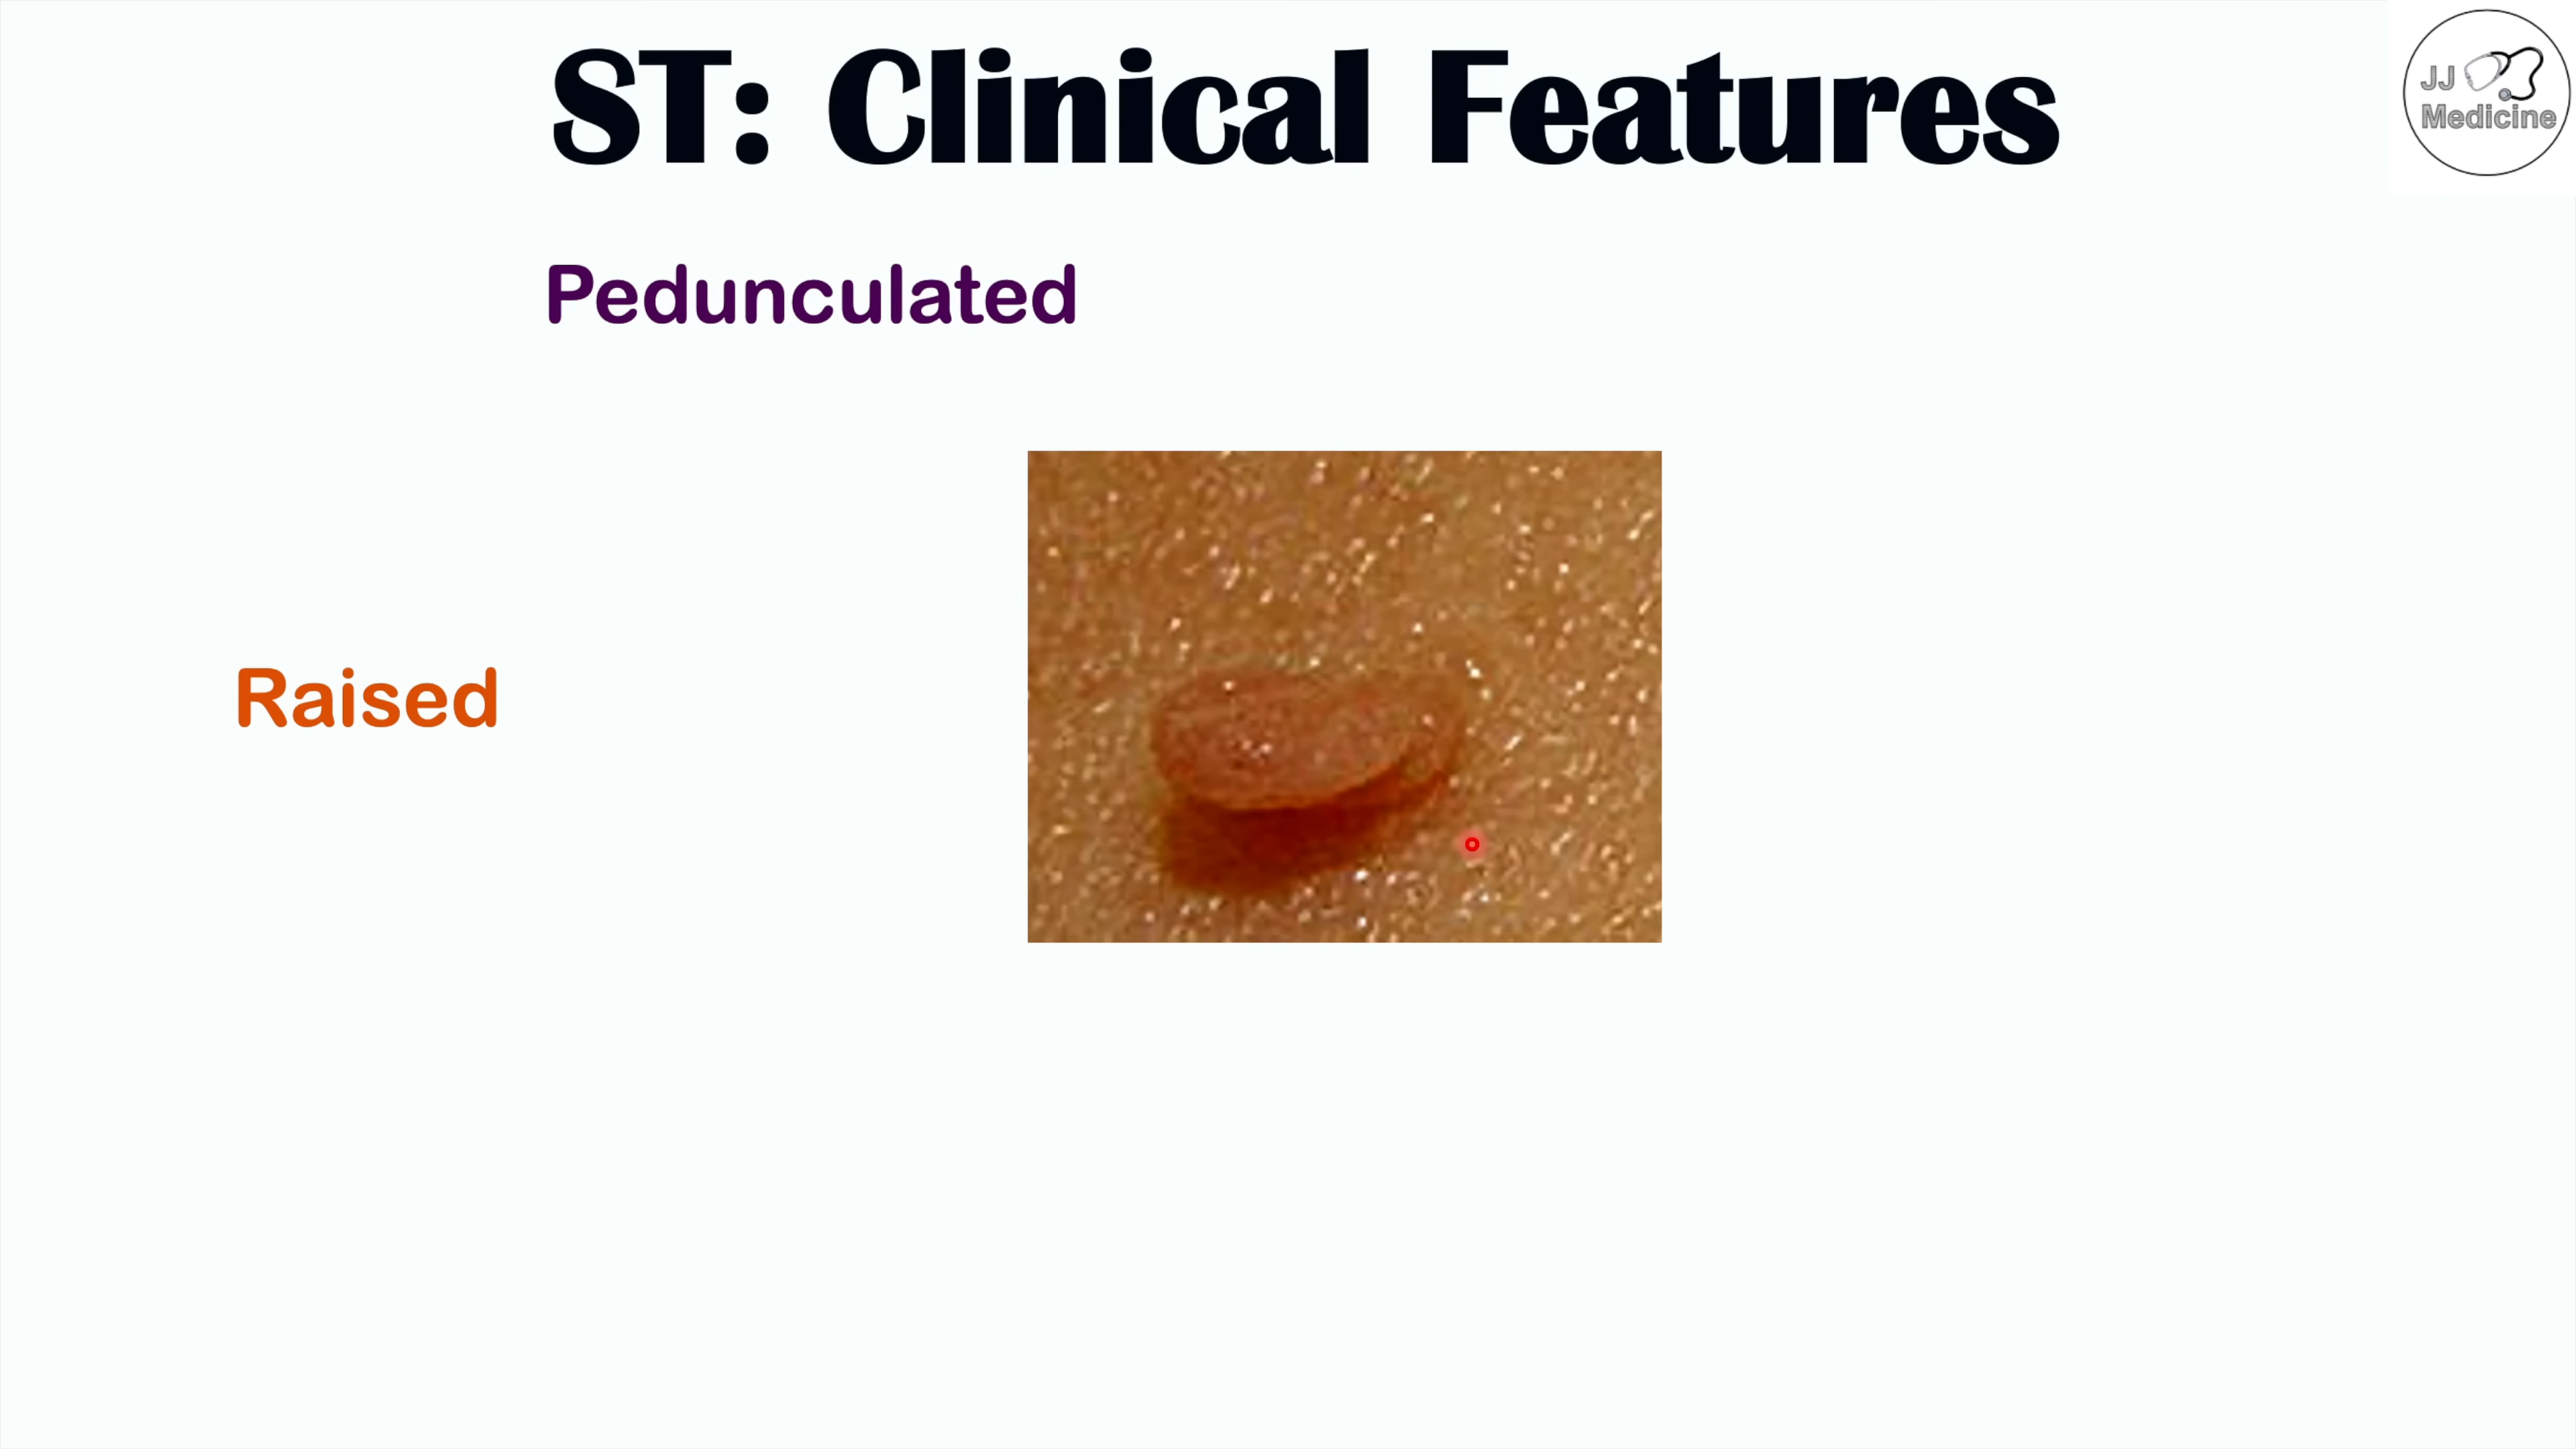 ST: Clinical Features
JJ
Medicine
Pedunculated
Raised